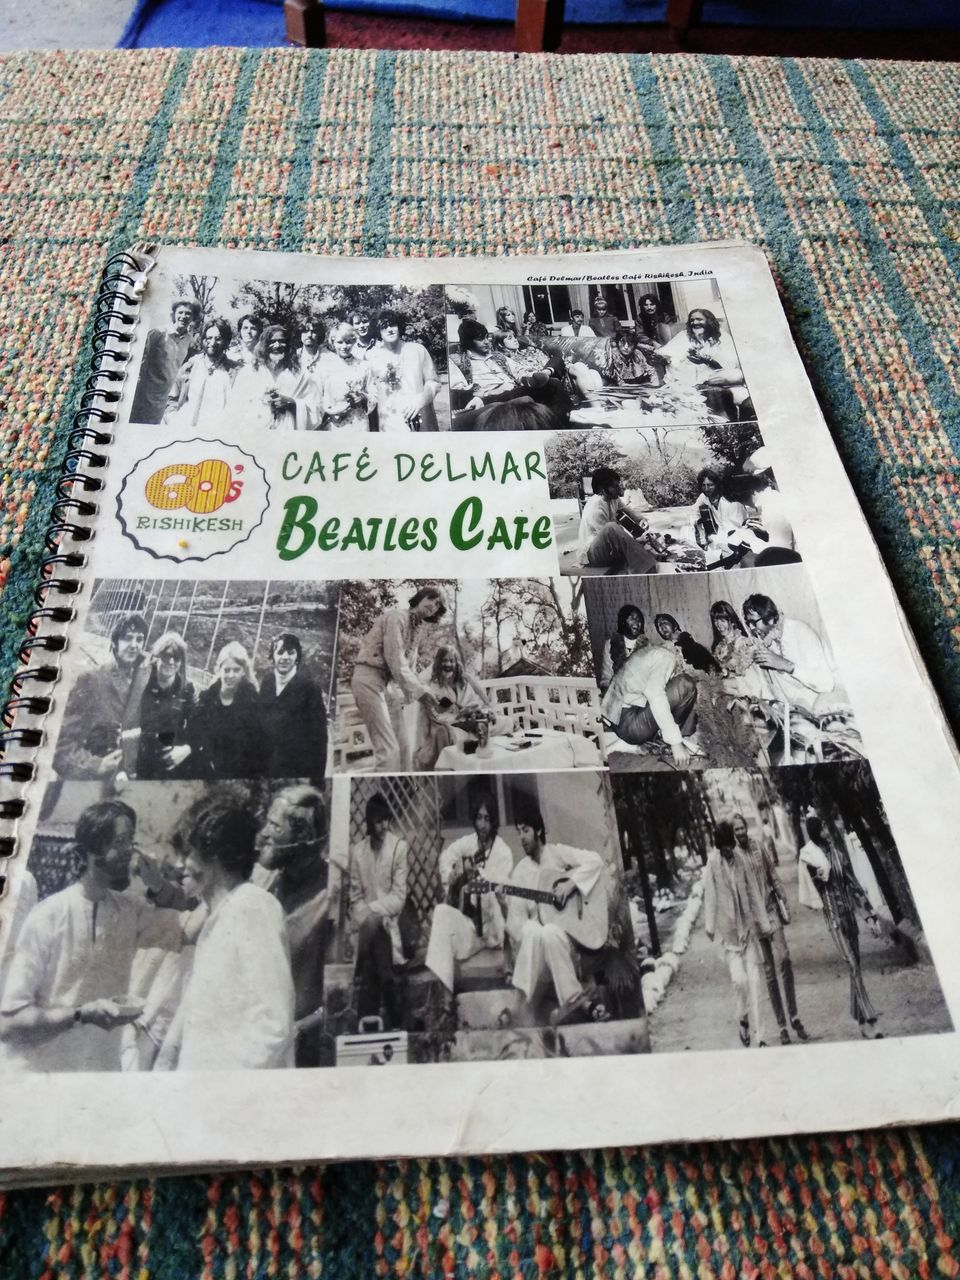 Café Delmar/Beatles Café Rishikesh, India
60's
RISHIKESH
CAFÉ DELMAR
BEATLES CAFE